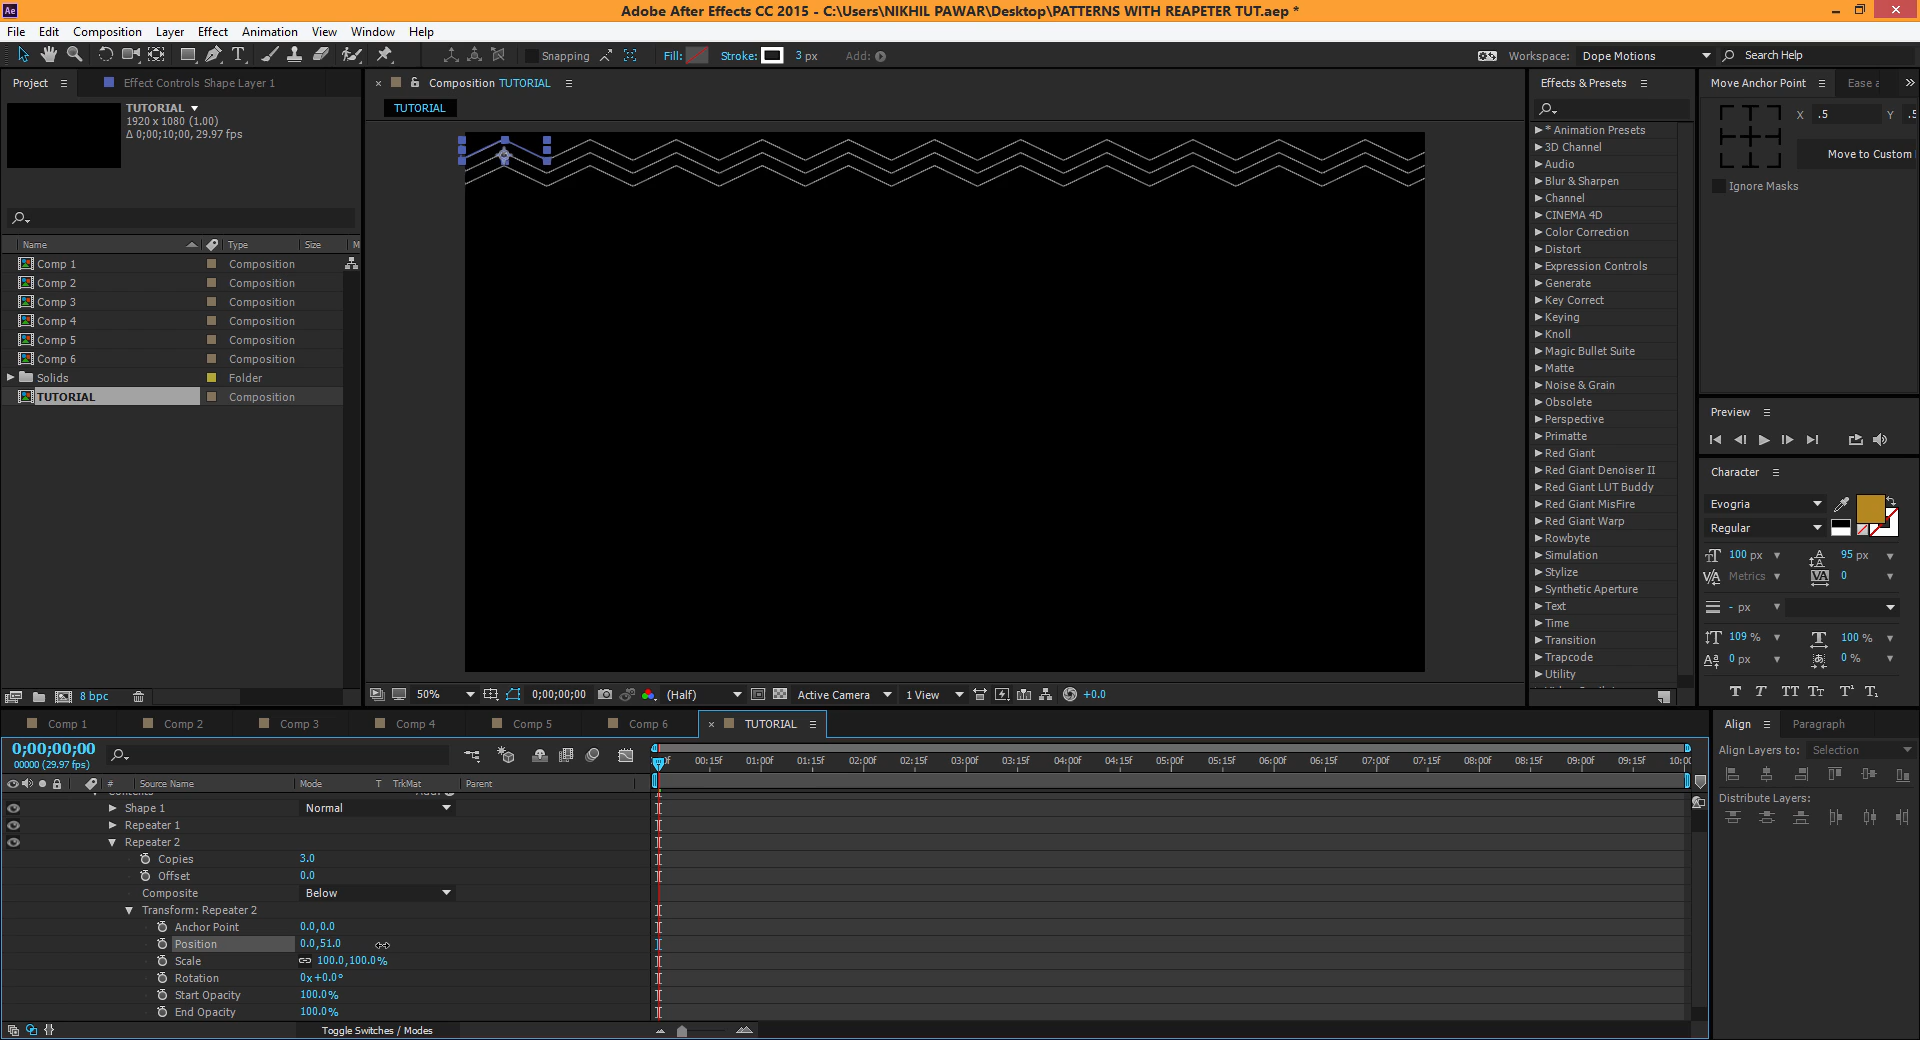 Ae
Adobe After Effects CC 2015 - C:\Users\NIKHIL PAWAR\Desktop\PATTERNS WITH REAPETER TUT.aep *
File Edit Composition Layer Effect Animation View Window Help
Snapping Fill: Stroke: 3 px Add: Workspace: Dope Motions Search Help
Project Effect Controls Shape Layer 1
TUTORIAL
1920 x 1080 (1.00)
Δ 0;00;10;00, 29.97 fps
Name Type Size M
Comp 1 Composition
Comp 2 Composition
Comp 3 Composition
Comp 4 Composition
Comp 5 Composition
Comp 6 Composition
Solids Folder
TUTORIAL Composition
8 bpc
Composition TUTORIAL
TUTORIAL
50% 0;00;00;00 (Half) Active Camera 1 View +0.0
Effects & Presets
* Animation Presets
3D Channel
Audio
Blur & Sharpen
Channel
CINEMA 4D
Color Correction
Distort
Expression Controls
Generate
Key Correct
Keying
Knoll
Magic Bullet Suite
Matte
Noise & Grain
Obsolete
Perspective
Primatte
Red Giant
Red Giant Denoiser II
Red Giant LUT Buddy
Red Giant MisFire
Red Giant Warp
Rowbyte
Simulation
Stylize
Synthetic Aperture
Text
Time
Transition
Trapcode
Utility
Move Anchor Point Ease a
X .5 Y .5
Move to Custom
Ignore Masks
Preview
Character
Evogria
Regular
100 px 95 px
Metrics 0
- px
109 % 100 %
0 px 0 %
Comp 1 Comp 2 Comp 3 Comp 4 Comp 5 Comp 6 TUTORIAL
0;00;00;00
00000 (29.97 fps)
00:15f 01:00f 01:15f 02:00f 02:15f 03:00f 03:15f 04:00f 04:15f 05:00f 05:15f 06:00f 06:15f 07:00f 07:15f 08:00f 08:15f 09:00f 09:15f 10:00
# Source Name Mode T TrkMat Parent
Shape 1 Normal
Repeater 1
Repeater 2
Copies 3.0
Offset 0.0
Composite Below
Transform: Repeater 2
Anchor Point 0.0,0.0
Position 0.0,51.0
Scale 100.0,100.0%
Rotation 0x+0.0°
Start Opacity 100.0%
End Opacity 100.0%
Toggle Switches / Modes
Align Paragraph
Align Layers to: Selection
Distribute Layers: